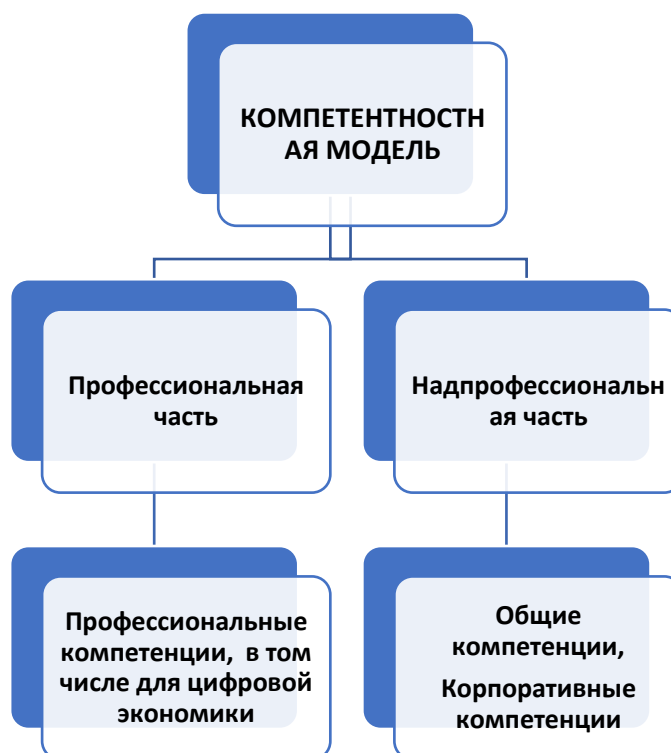 КОМПЕТЕНТНОСТН
АЯ МОДЕЛЬ
Профессиональная
часть
Надпрофессиональн
ая часть
Профессиональные
компетенции, в том
числе для цифровой
экономики
Общие
компетенции,
Корпоративные
компетенции